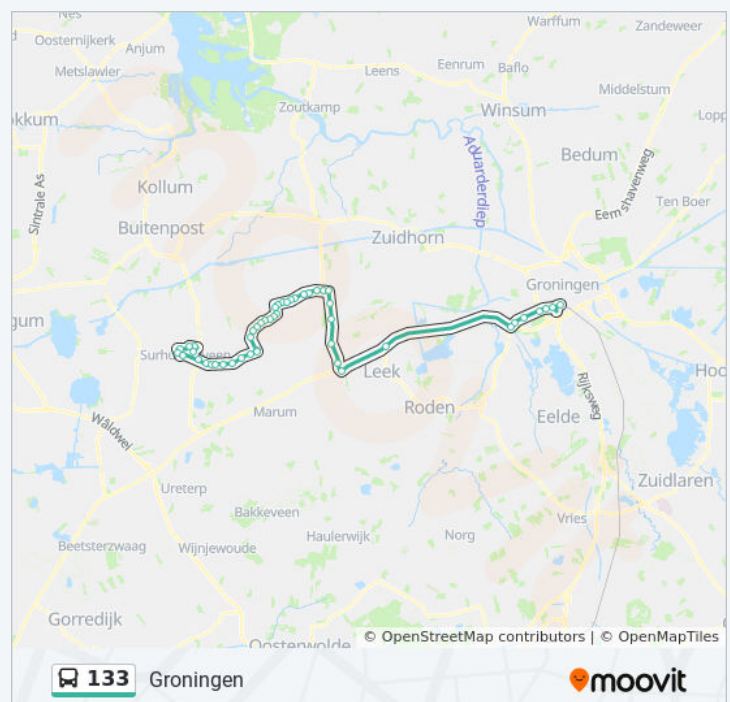 Nes
Warffum
Zandeweer
Oosternijkerk
Anjum
Eenrum
Baflo
Metslawier
Leens
Middelstum
Zoutkamp
Winsum
Lopp
okkum
Aduarderdiep
Bedum
Sintrale As
Kollum
Eemshavenweg
Ten Boer
Buitenpost
Zuidhorn
Groningen
gum
Leek
Hoo
Roden
Rijksweg
Marum
Eelde
Wâldwei
Zuidlaren
Ureterp
Bakkeveen
Vries
Haulerwijk
Norg
Beetsterzwaag
Wijnjewoude
Gorredijk
Oosterwolde
© OpenStreetMap contributors | © OpenMapTiles
133 Groningen
moovit